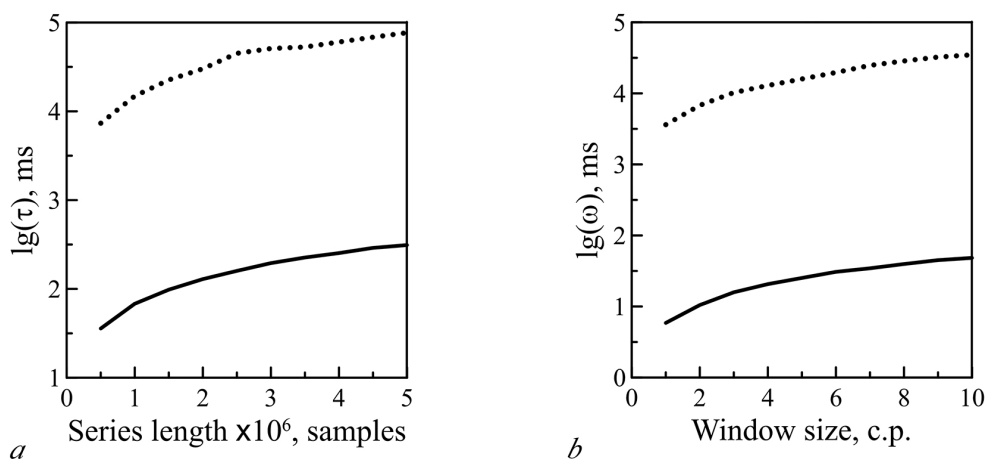 5
4
3
2
1
lg(τ), ms
0 1 2 3 4 5
Series length ×10⁶, samples
a
5
4
3
2
1
0
lg(ω), ms
0 2 4 6 8 10
Window size, c.p.
b